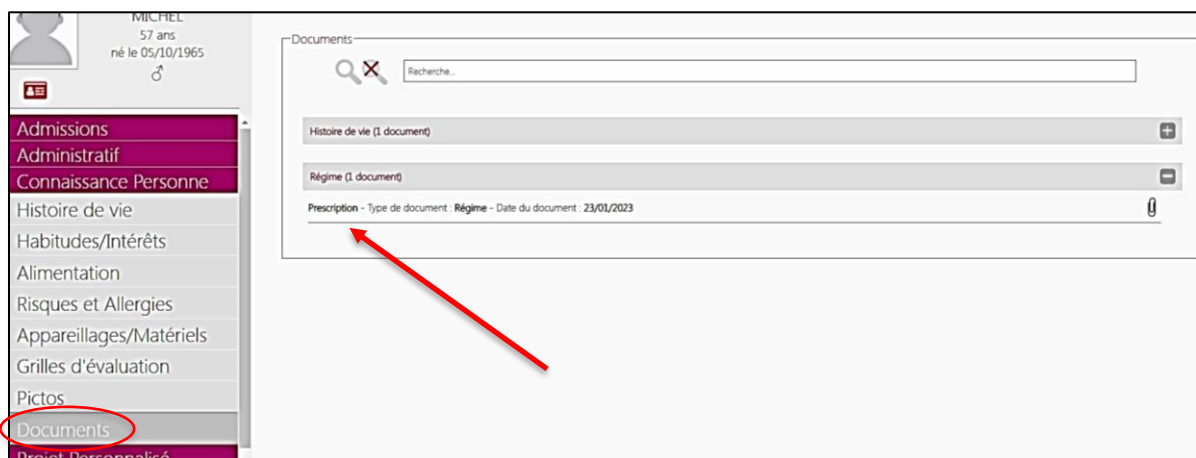 MICHEL
57 ans
né le 05/10/1965
Admissions
Administratif
Connaissance Personne
Histoire de vie
Habitudes/Intérêts
Alimentation
Risques et Allergies
Appareillages/Matériels
Grilles d'évaluation
Pictos
Documents
Projet Personnalisé
Documents
Recherche...
Histoire de vie (1 document)
Régime (1 document)
Prescription - Type de document : Régime - Date du document : 23/01/2023